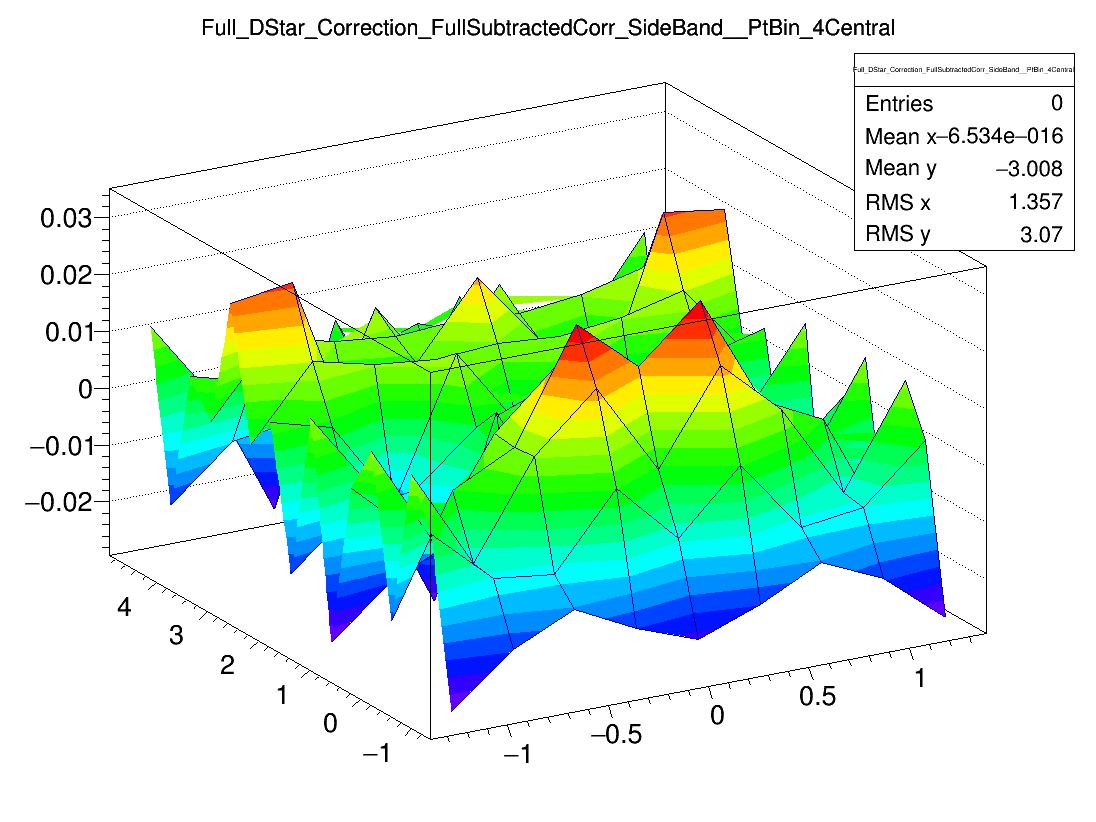 Full_DStar_Correction_FullSubtractedCorr_SideBand__PtBin_4Central
Full_DStar_Correction_FullSubtractedCorr_SideBand__PtBin_4Central
Entries 0
Mean x −6.534e−016
Mean y −3.008
RMS x 1.357
RMS y 3.07
0.03
0.02
0.01
0
−0.01
−0.02
4
3
2
1
0
−1
−1
−0.5
0
0.5
1